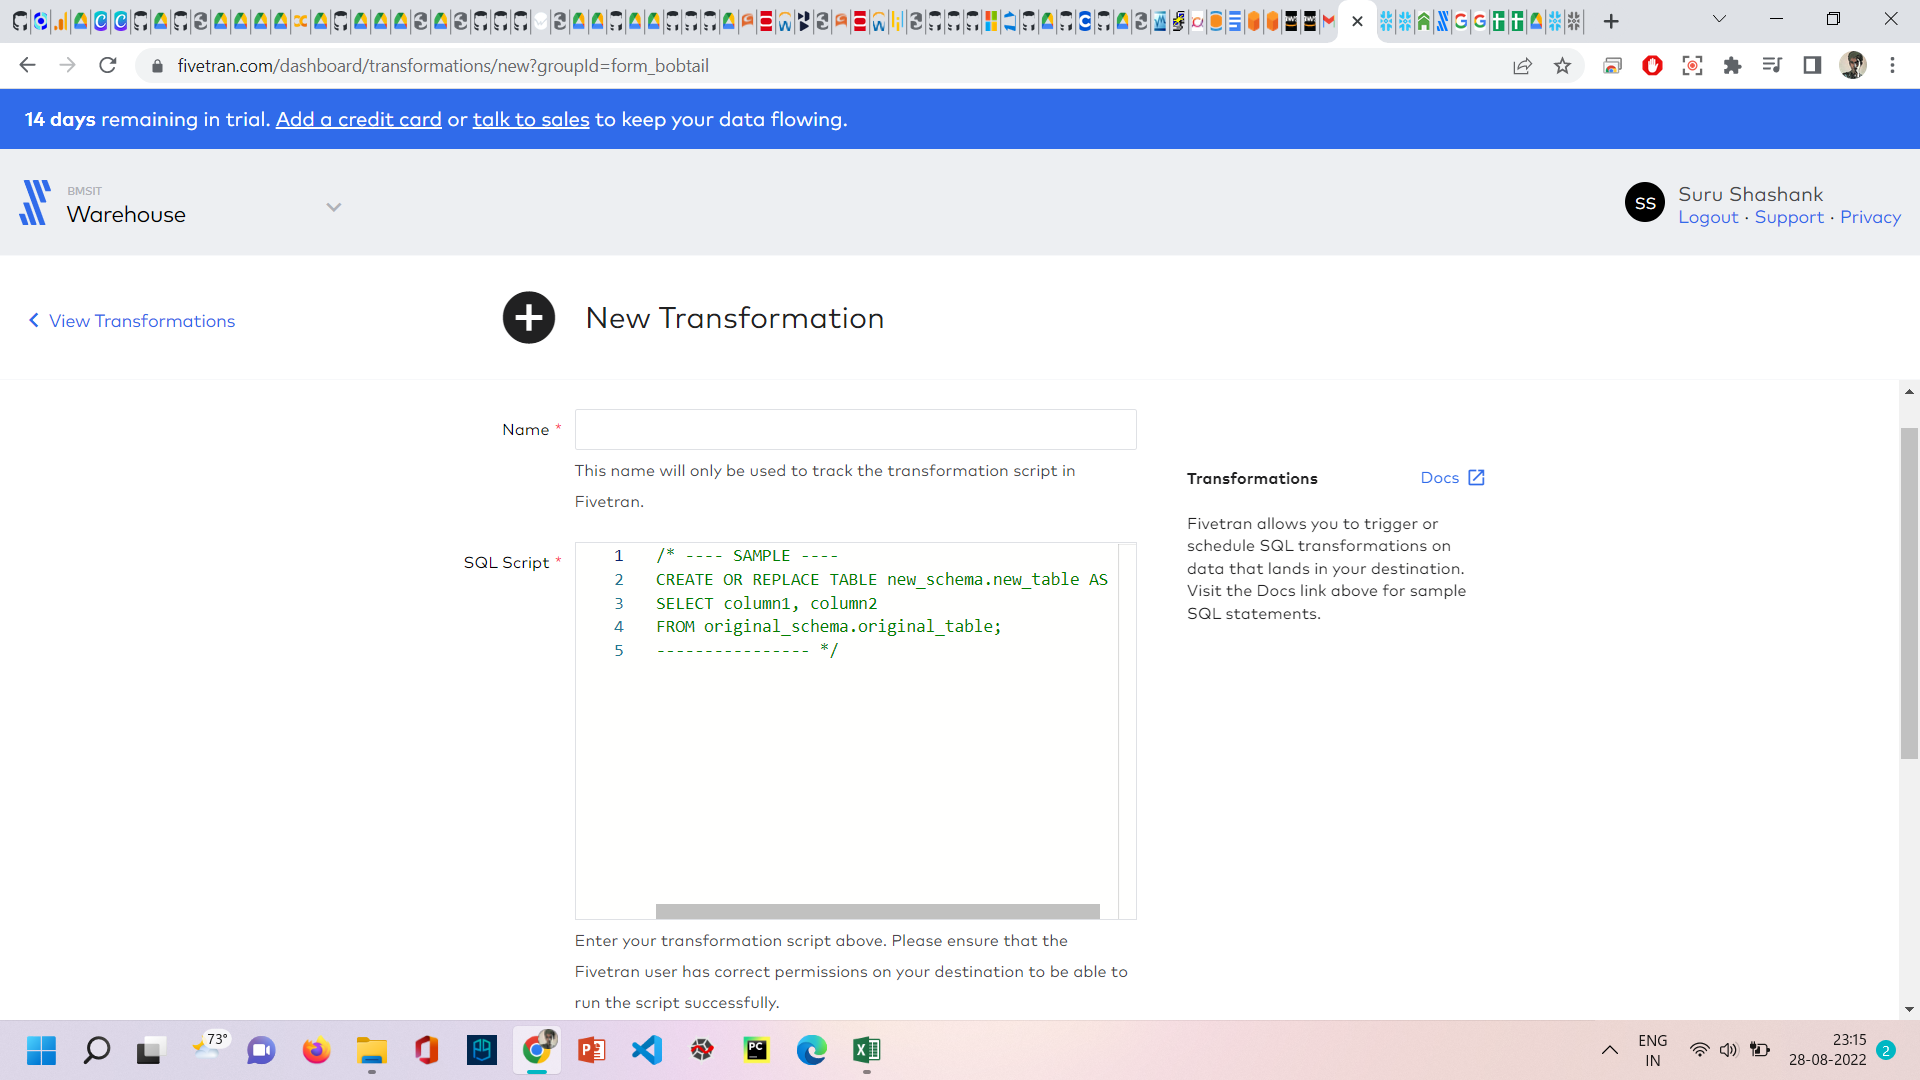 fivetran.com/dashboard/transformations/new?groupId=form_bobtail
14 days remaining in trial. Add a credit card or talk to sales to keep your data flowing.
BMSIT
Warehouse
SS
Suru Shashank
Logout · Support · Privacy
View Transformations
New Transformation
Name *
This name will only be used to track the transformation script in
Fivetran.
SQL Script *
1 /* ---- SAMPLE ----
2 CREATE OR REPLACE TABLE new_schema.new_table AS
3 SELECT column1, column2
4 FROM original_schema.original_table;
5 ---------------- */
Enter your transformation script above. Please ensure that the
Fivetran user has correct permissions on your destination to be able to
run the script successfully.
Transformations
Docs
Fivetran allows you to trigger or
schedule SQL transformations on
data that lands in your destination.
Visit the Docs link above for sample
SQL statements.
73°
ENG
IN
23:15
28-08-2022
2